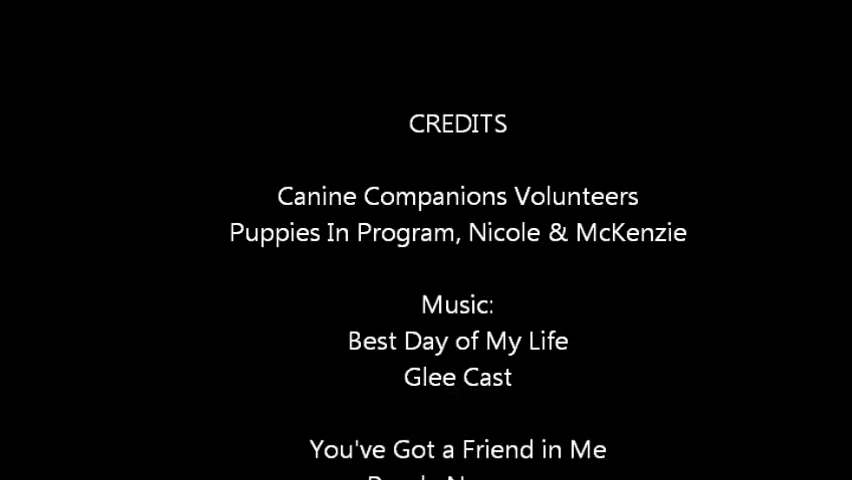 CREDITS
Canine Companions Volunteers
Puppies In Program, Nicole & McKenzie
Music:
Best Day of My Life
Glee Cast
You've Got a Friend in Me